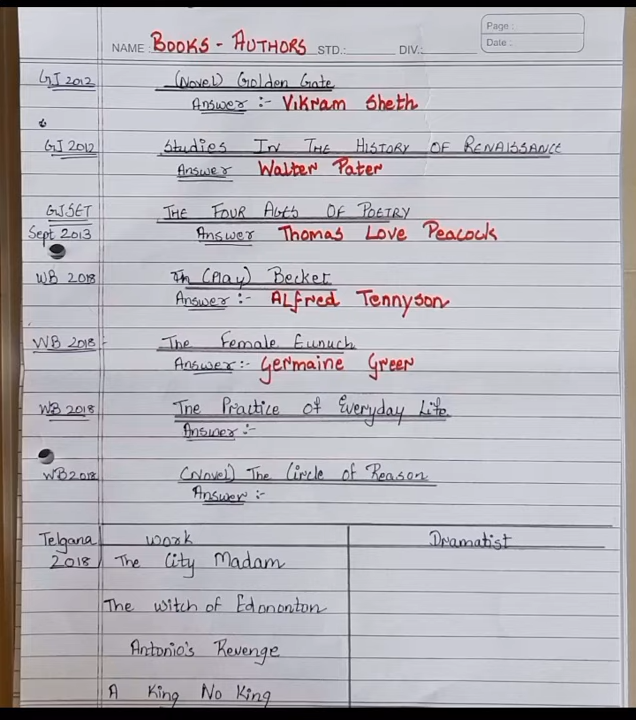 Page :
Date :
NAME : BOOKS - AUTHORS STD.: DIV.:
GJ 2012 (Novel) Golden Gate
Answer :- Vikram Sheth
GJ 2012 Studies In The History Of Renaissance
Answer Walter Pater
GJSET The Four Ages Of Poetry
Sept 2013 Answer Thomas Love Peacock
WB 2018 (Play) Becket
Answer :- Alfred Tennyson
WB 2018 :- The Female Eunuch
Answer :- Germaine Greer
WB 2018 The Practice of Everyday Life
Answer :-
WB 2018 (Novel) The Circle of Reason
Answer :-
Telgana Work Dramatist
2018 The City Madam
The Witch of Edmonton
Antonio's Revenge
A King No King